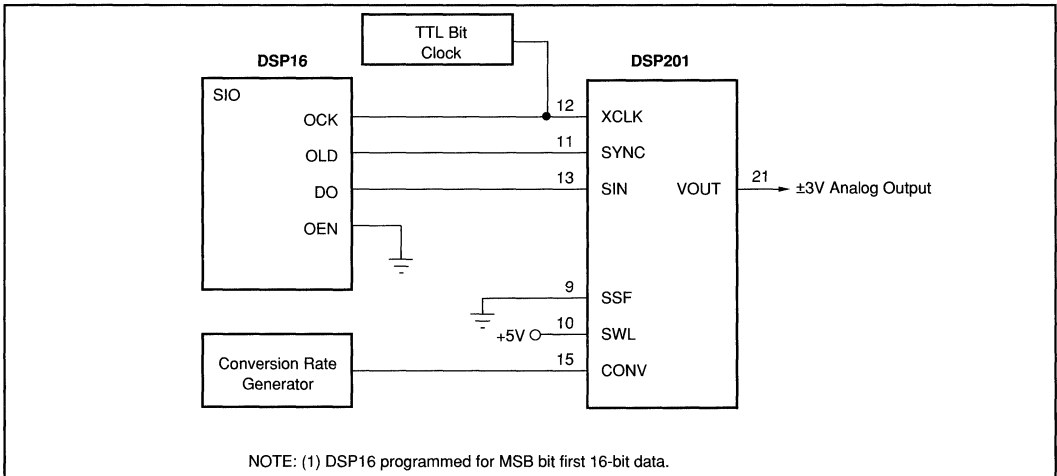 TTL Bit
Clock
DSP16
DSP201
SIO
OCK
12
XCLK
OLD
11
SYNC
DO
13
SIN
VOUT
21
±3V Analog Output
OEN
9
SSF
+5V
10
SWL
Conversion Rate
Generator
15
CONV
NOTE: (1) DSP16 programmed for MSB bit first 16-bit data.